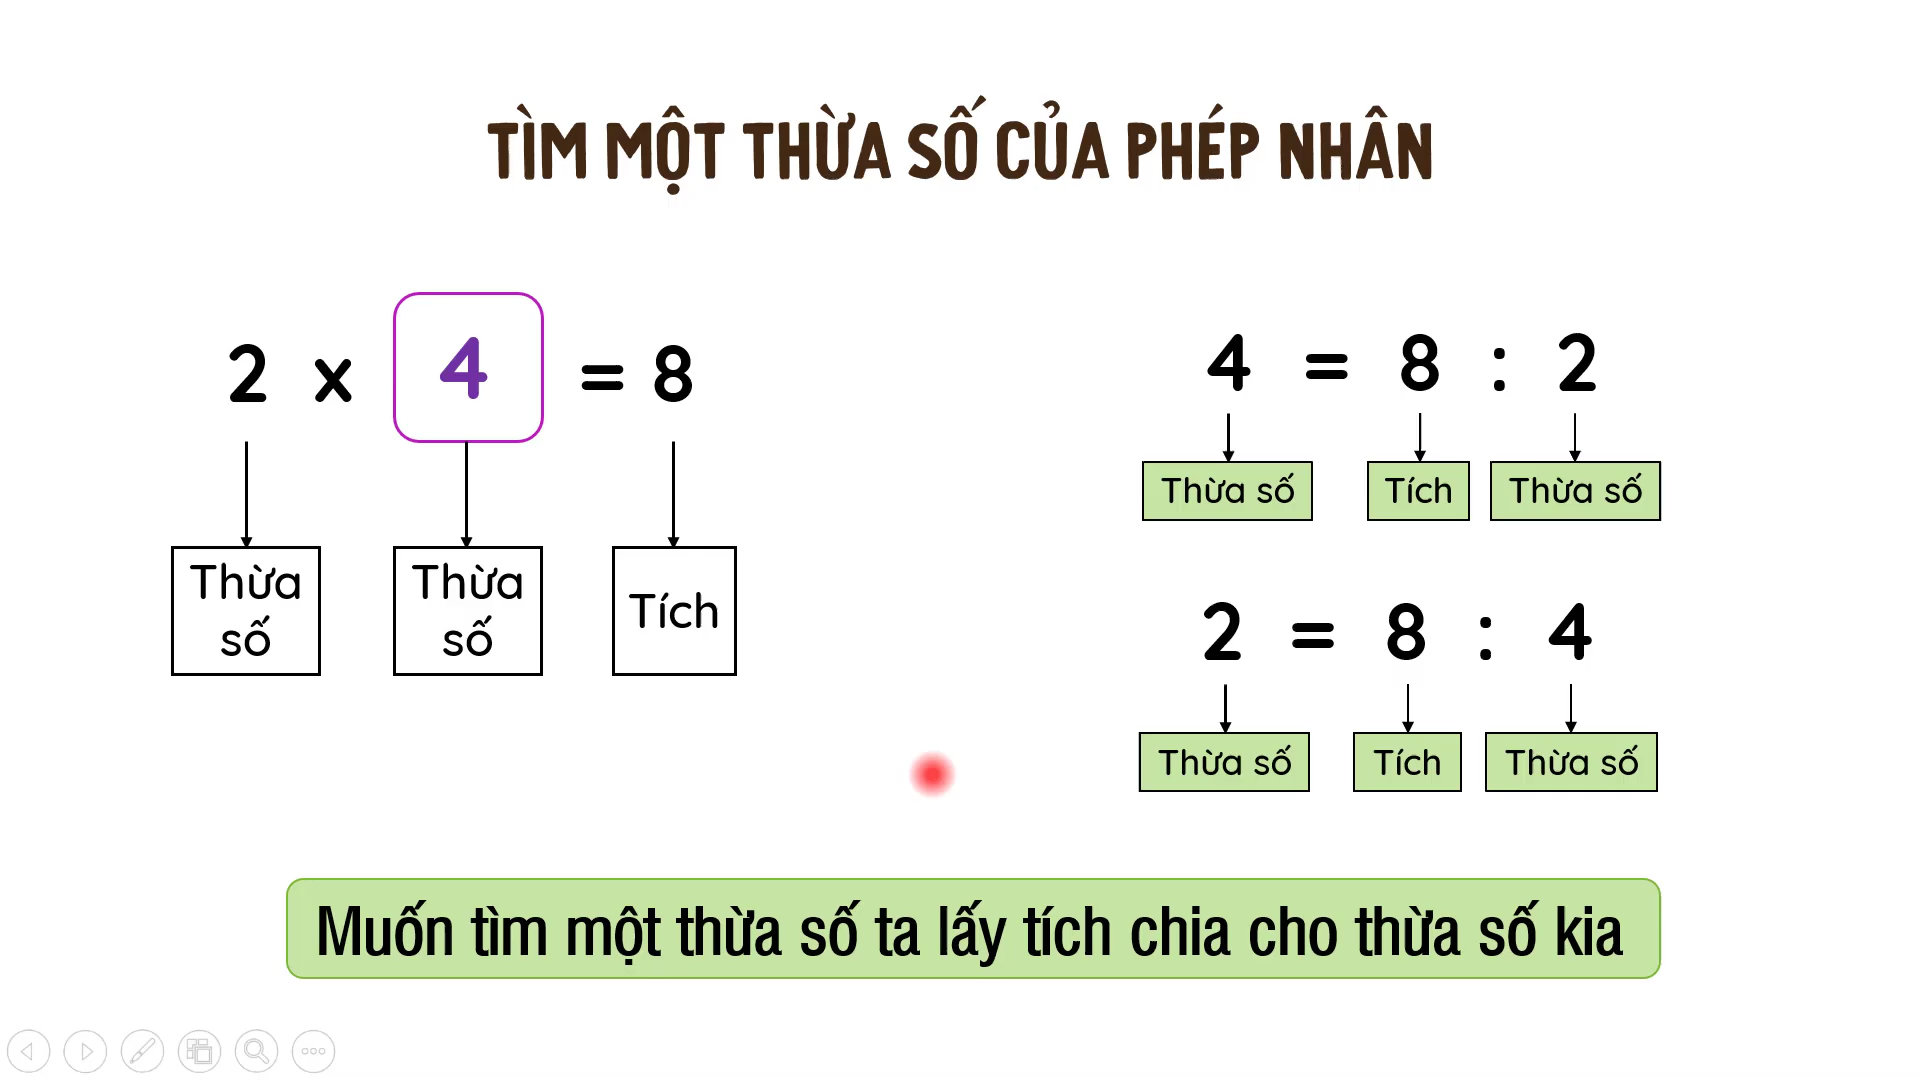 TÌM MỘT THỪA SỐ CỦA PHÉP NHÂN
2 x 4 = 8
Thừa số
Thừa số
Tích
4 = 8 : 2
Thừa số Tích Thừa số
2 = 8 : 4
Thừa số Tích Thừa số
Muốn tìm một thừa số ta lấy tích chia cho thừa số kia